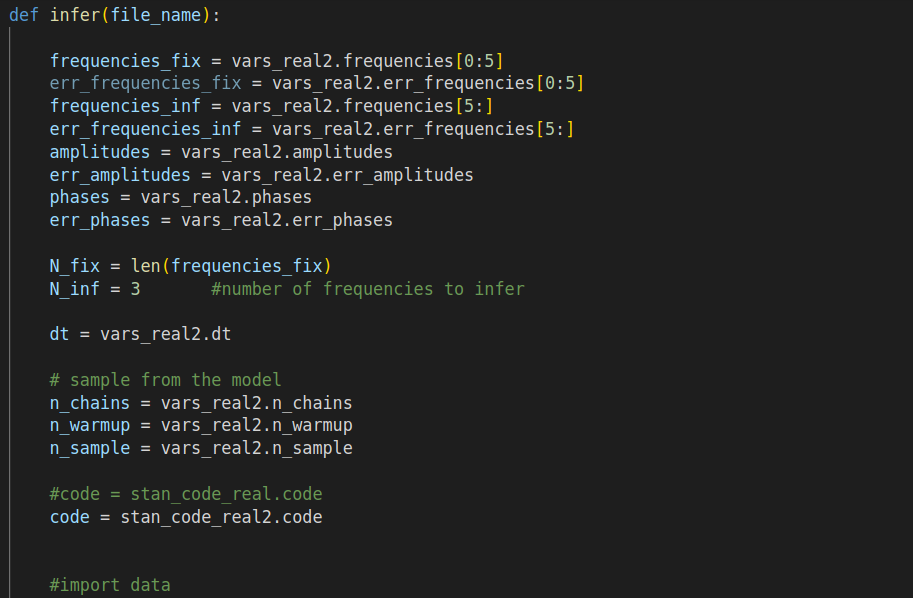 def infer(file_name):
frequencies_fix = vars_real2.frequencies[0:5]
err_frequencies_fix = vars_real2.err_frequencies[0:5]
frequencies_inf = vars_real2.frequencies[5:]
err_frequencies_inf = vars_real2.err_frequencies[5:]
amplitudes = vars_real2.amplitudes
err_amplitudes = vars_real2.err_amplitudes
phases = vars_real2.phases
err_phases = vars_real2.err_phases
N_fix = len(frequencies_fix)
N_inf = 3       #number of frequencies to infer
dt = vars_real2.dt
# sample from the model
n_chains = vars_real2.n_chains
n_warmup = vars_real2.n_warmup
n_sample = vars_real2.n_sample
#code = stan_code_real.code
code = stan_code_real2.code
#import data